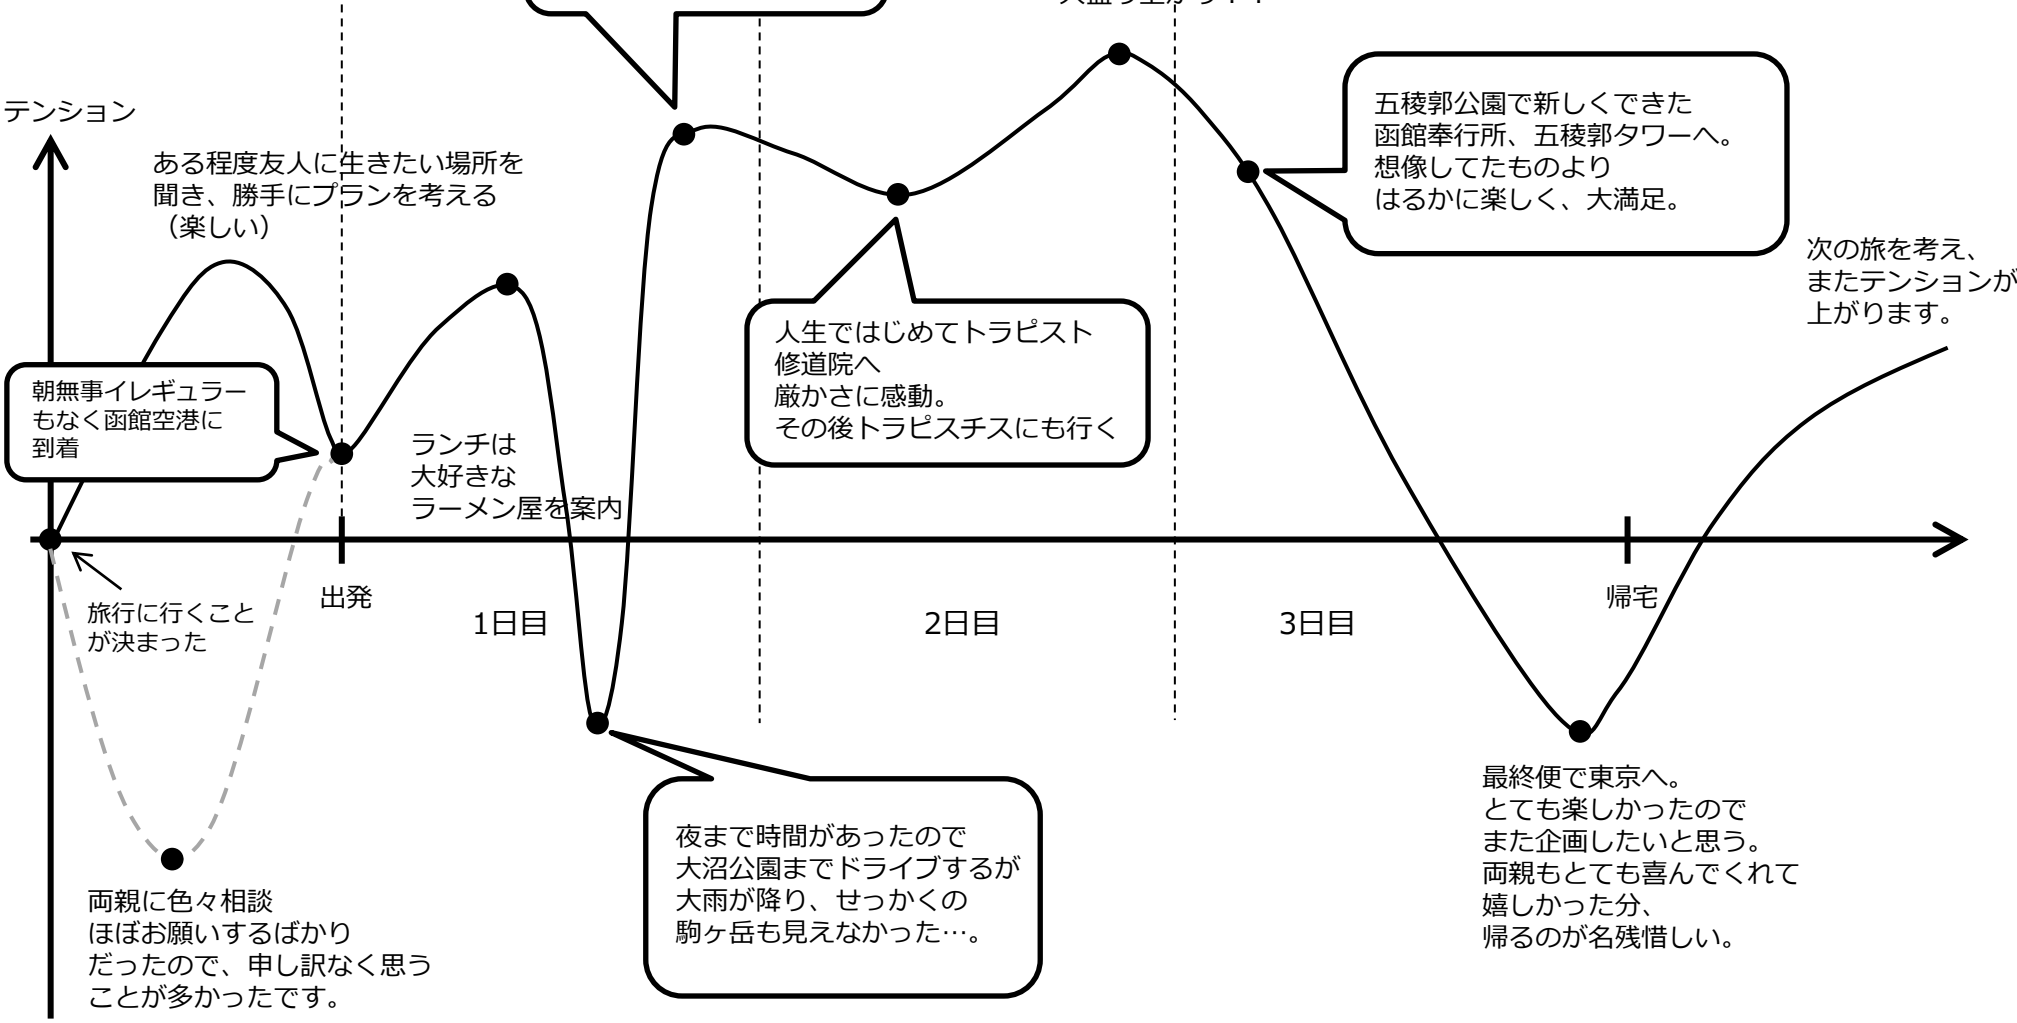 テンション
ある程度友人に生きたい場所を
聞き、勝手にプランを考える
（楽しい）
朝無事イレギュラー
もなく函館空港に
到着
旅行に行くこと
が決まった
両親に色々相談
ほぼお願いするばかり
だったので、申し訳なく思う
ことが多かったです。
出発
ランチは
大好きな
ラーメン屋を案内
1日目
夜まで時間があったので
大沼公園までドライブするが
大雨が降り、せっかくの
駒ヶ岳も見えなかった…。
人生ではじめてトラピスト
修道院へ
厳かさに感動。
その後トラピスチスにも行く
2日目
五稜郭公園で新しくできた
函館奉行所、五稜郭タワーへ。
想像してたものより
はるかに楽しく、大満足。
3日目
帰宅
最終便で東京へ。
とても楽しかったので
また企画したいと思う。
両親もとても喜んでくれて
嬉しかった分、
帰るのが名残惜しい。
次の旅を考え、
またテンションが
上がります。